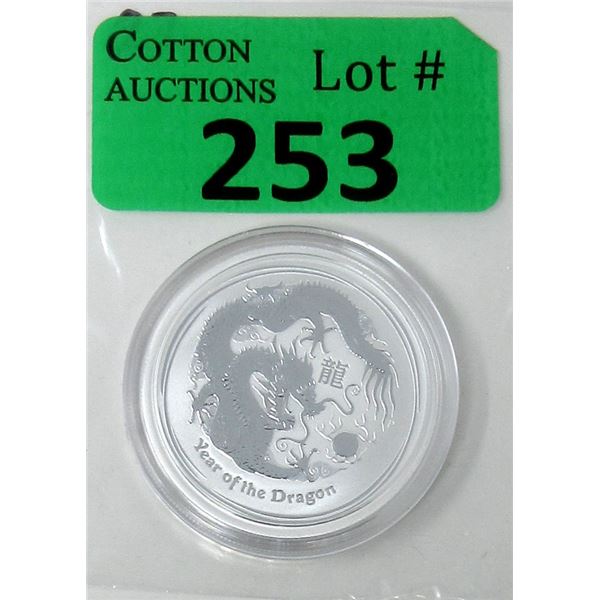 COTTON
AUCTIONS
Lot #
253
龍
Year of the Dragon